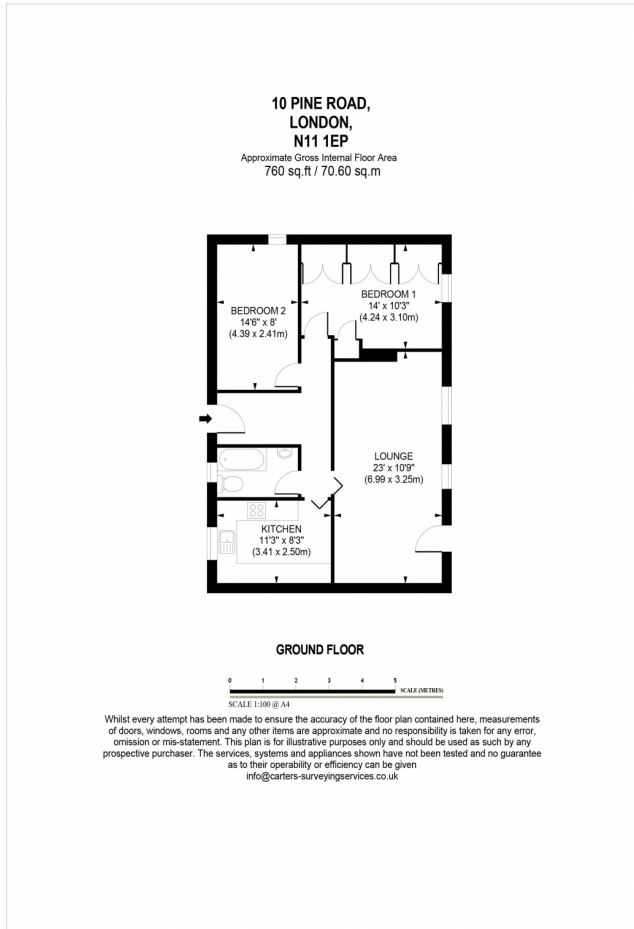 10 PINE ROAD,
LONDON,
N11 1EP
Approximate Gross Internal Floor Area
760 sq.ft / 70.60 sq.m
BEDROOM 1
14' x 10'3"
(4.24 x 3.10m)
BEDROOM 2
14'6" x 8'
(4.39 x 2.41m)
LOUNGE
23' x 10'9"
(6.99 x 3.25m)
KITCHEN
11'3" x 8'3"
(3.41 x 2.50m)
GROUND FLOOR
0 1 2 3 4 5
SCALE (METRES)
SCALE 1:100 @ A4
Whilst every attempt has been made to ensure the accuracy of the floor plan contained here, measurements
of doors, windows, rooms and any other items are approximate and no responsibility is taken for any error,
omission or mis-statement. This plan is for illustrative purposes only and should be used as such by any
prospective purchaser. The services, systems and appliances shown have not been tested and no guarantee
as to their operability or efficiency can be given
info@carters-surveyingservices.co.uk